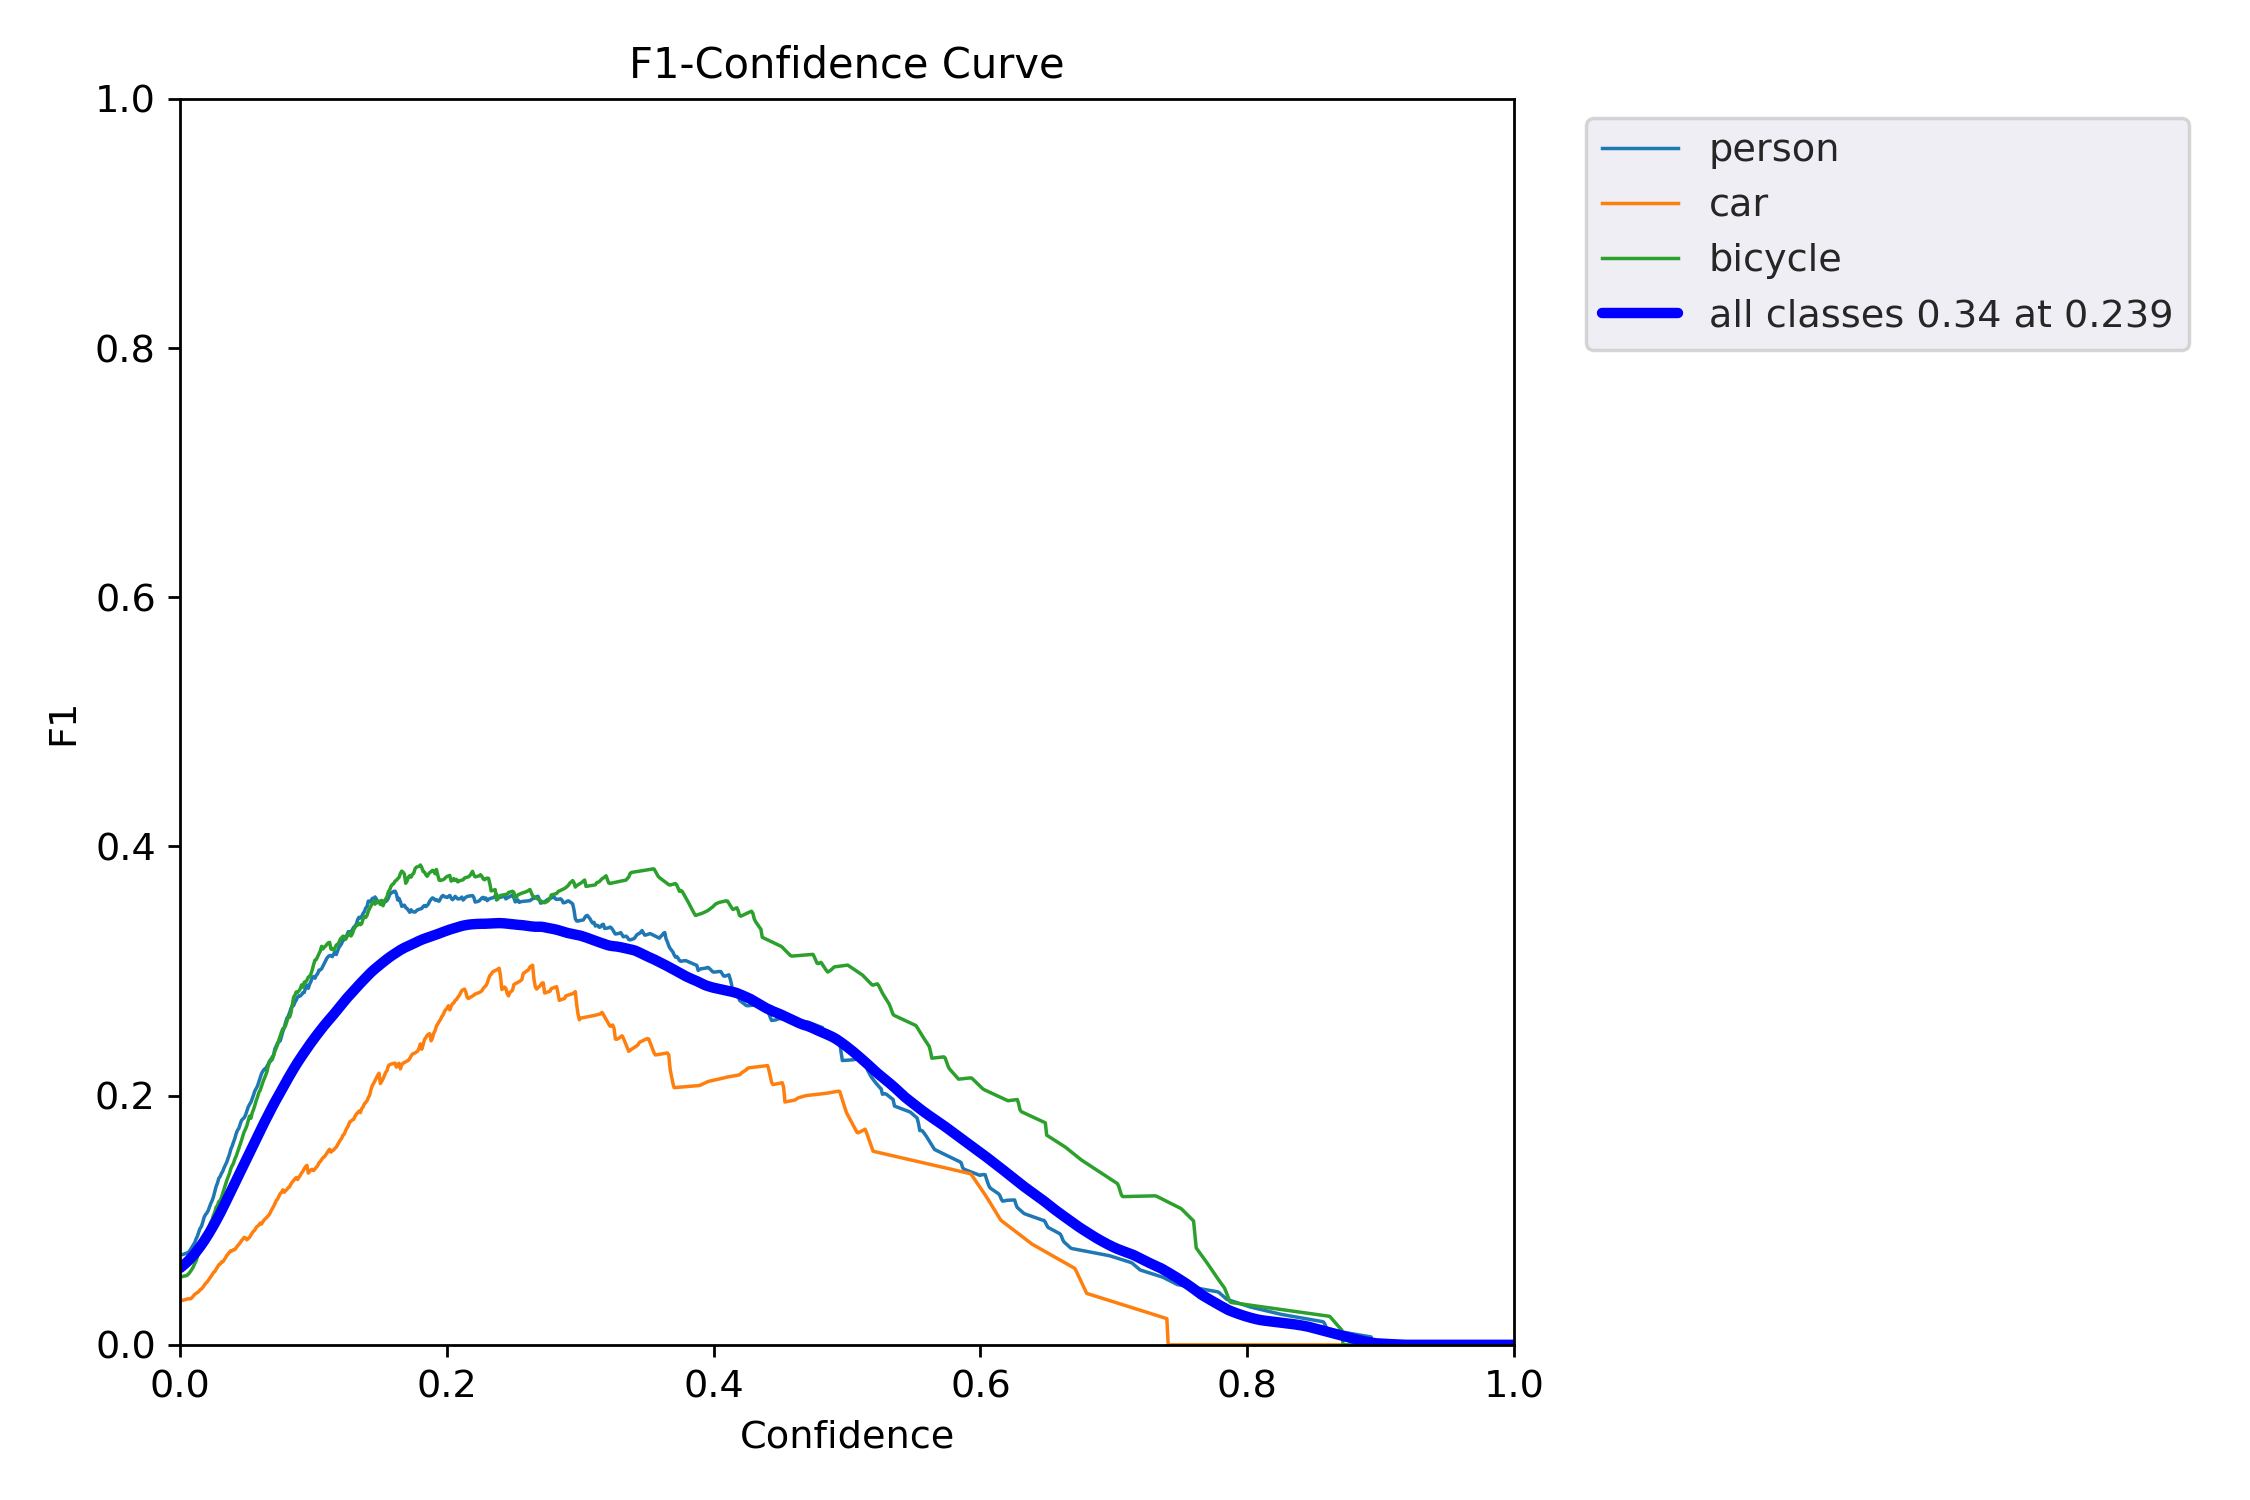 F1-Confidence Curve
1.0
0.8
0.6
0.4
0.2
0.0
F1
0.0 0.2 0.4 0.6 0.8 1.0
Confidence
person
car
bicycle
all classes 0.34 at 0.239